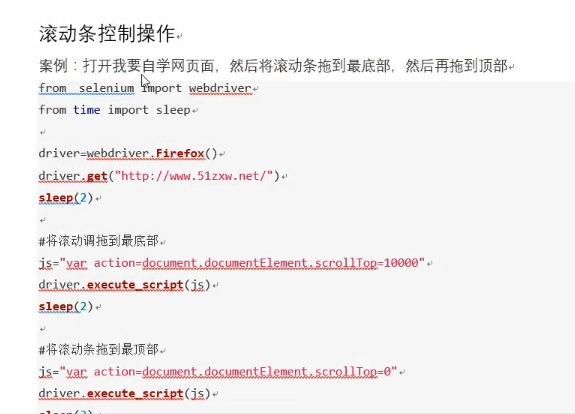 滚动条控制操作
案例：打开我要自学网页面，然后将滚动条拖到最底部，然后再拖到顶部
from  selenium import webdriver
from time import sleep
driver=webdriver.Firefox()
driver.get("http://www.51zxw.net/")
sleep(2)
#将滚动调拖到最底部
js="var action=document.documentElement.scrollTop=10000"
driver.execute_script(js)
sleep(2)
#将滚动条拖到最顶部
js="var action=document.documentElement.scrollTop=0"
driver.execute_script(js)